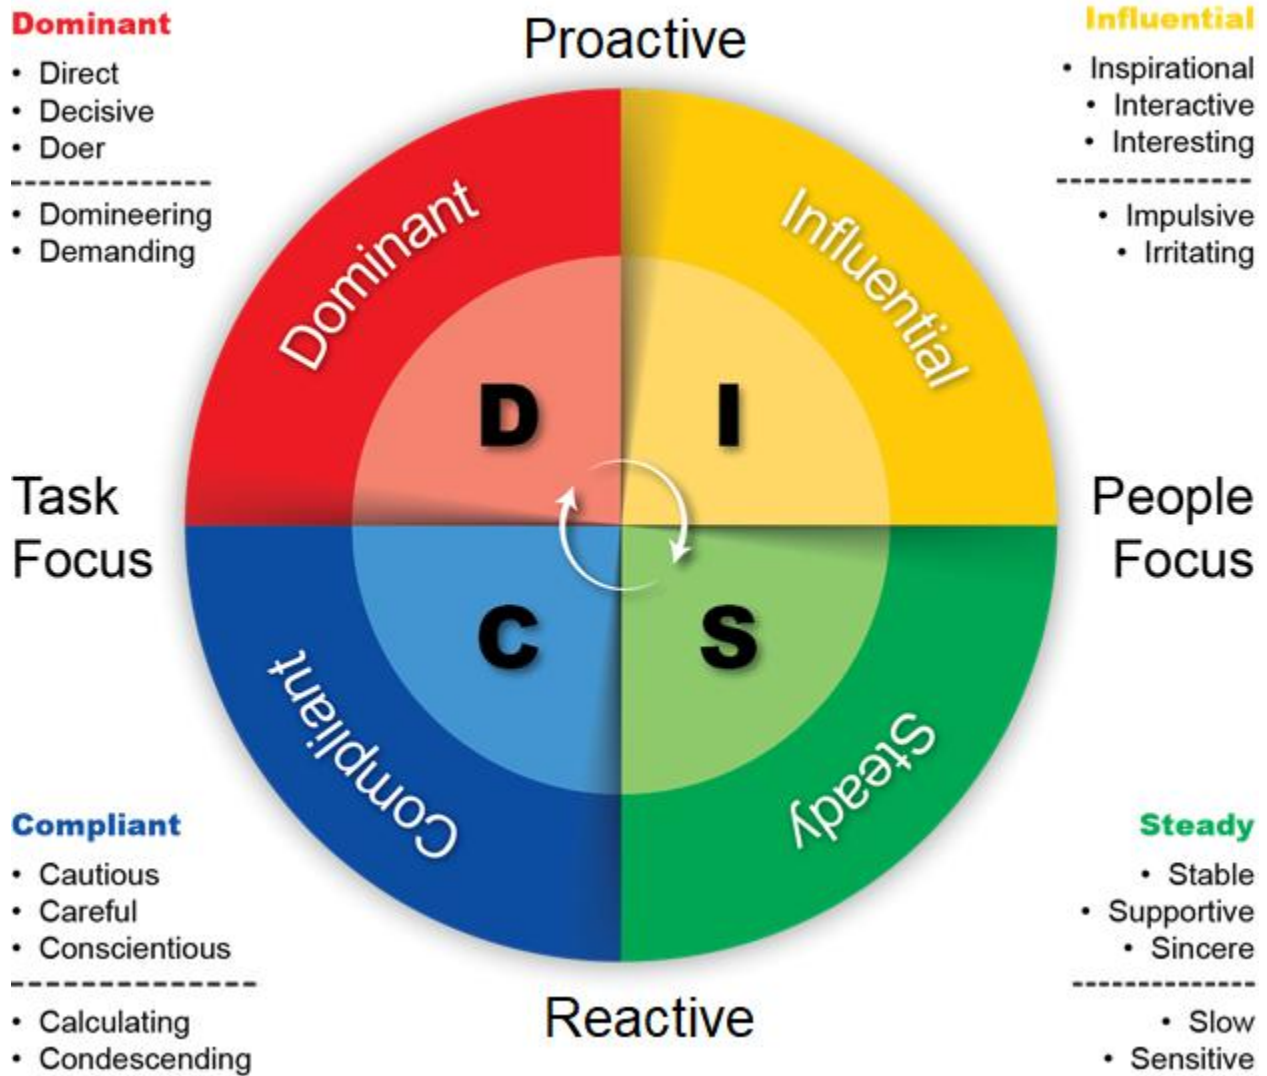 Dominant
• Direct
• Decisive
• Doer
• Domineering
• Demanding
Proactive
Influential
• Inspirational
• Interactive
• Interesting
• Impulsive
• Irritating
Dominant
Influential
D
I
Task
Focus
People
Focus
C
S
Compliant
Steady
Compliant
• Cautious
• Careful
• Conscientious
• Calculating
• Condescending
Reactive
Steady
• Stable
• Supportive
• Sincere
• Slow
• Sensitive